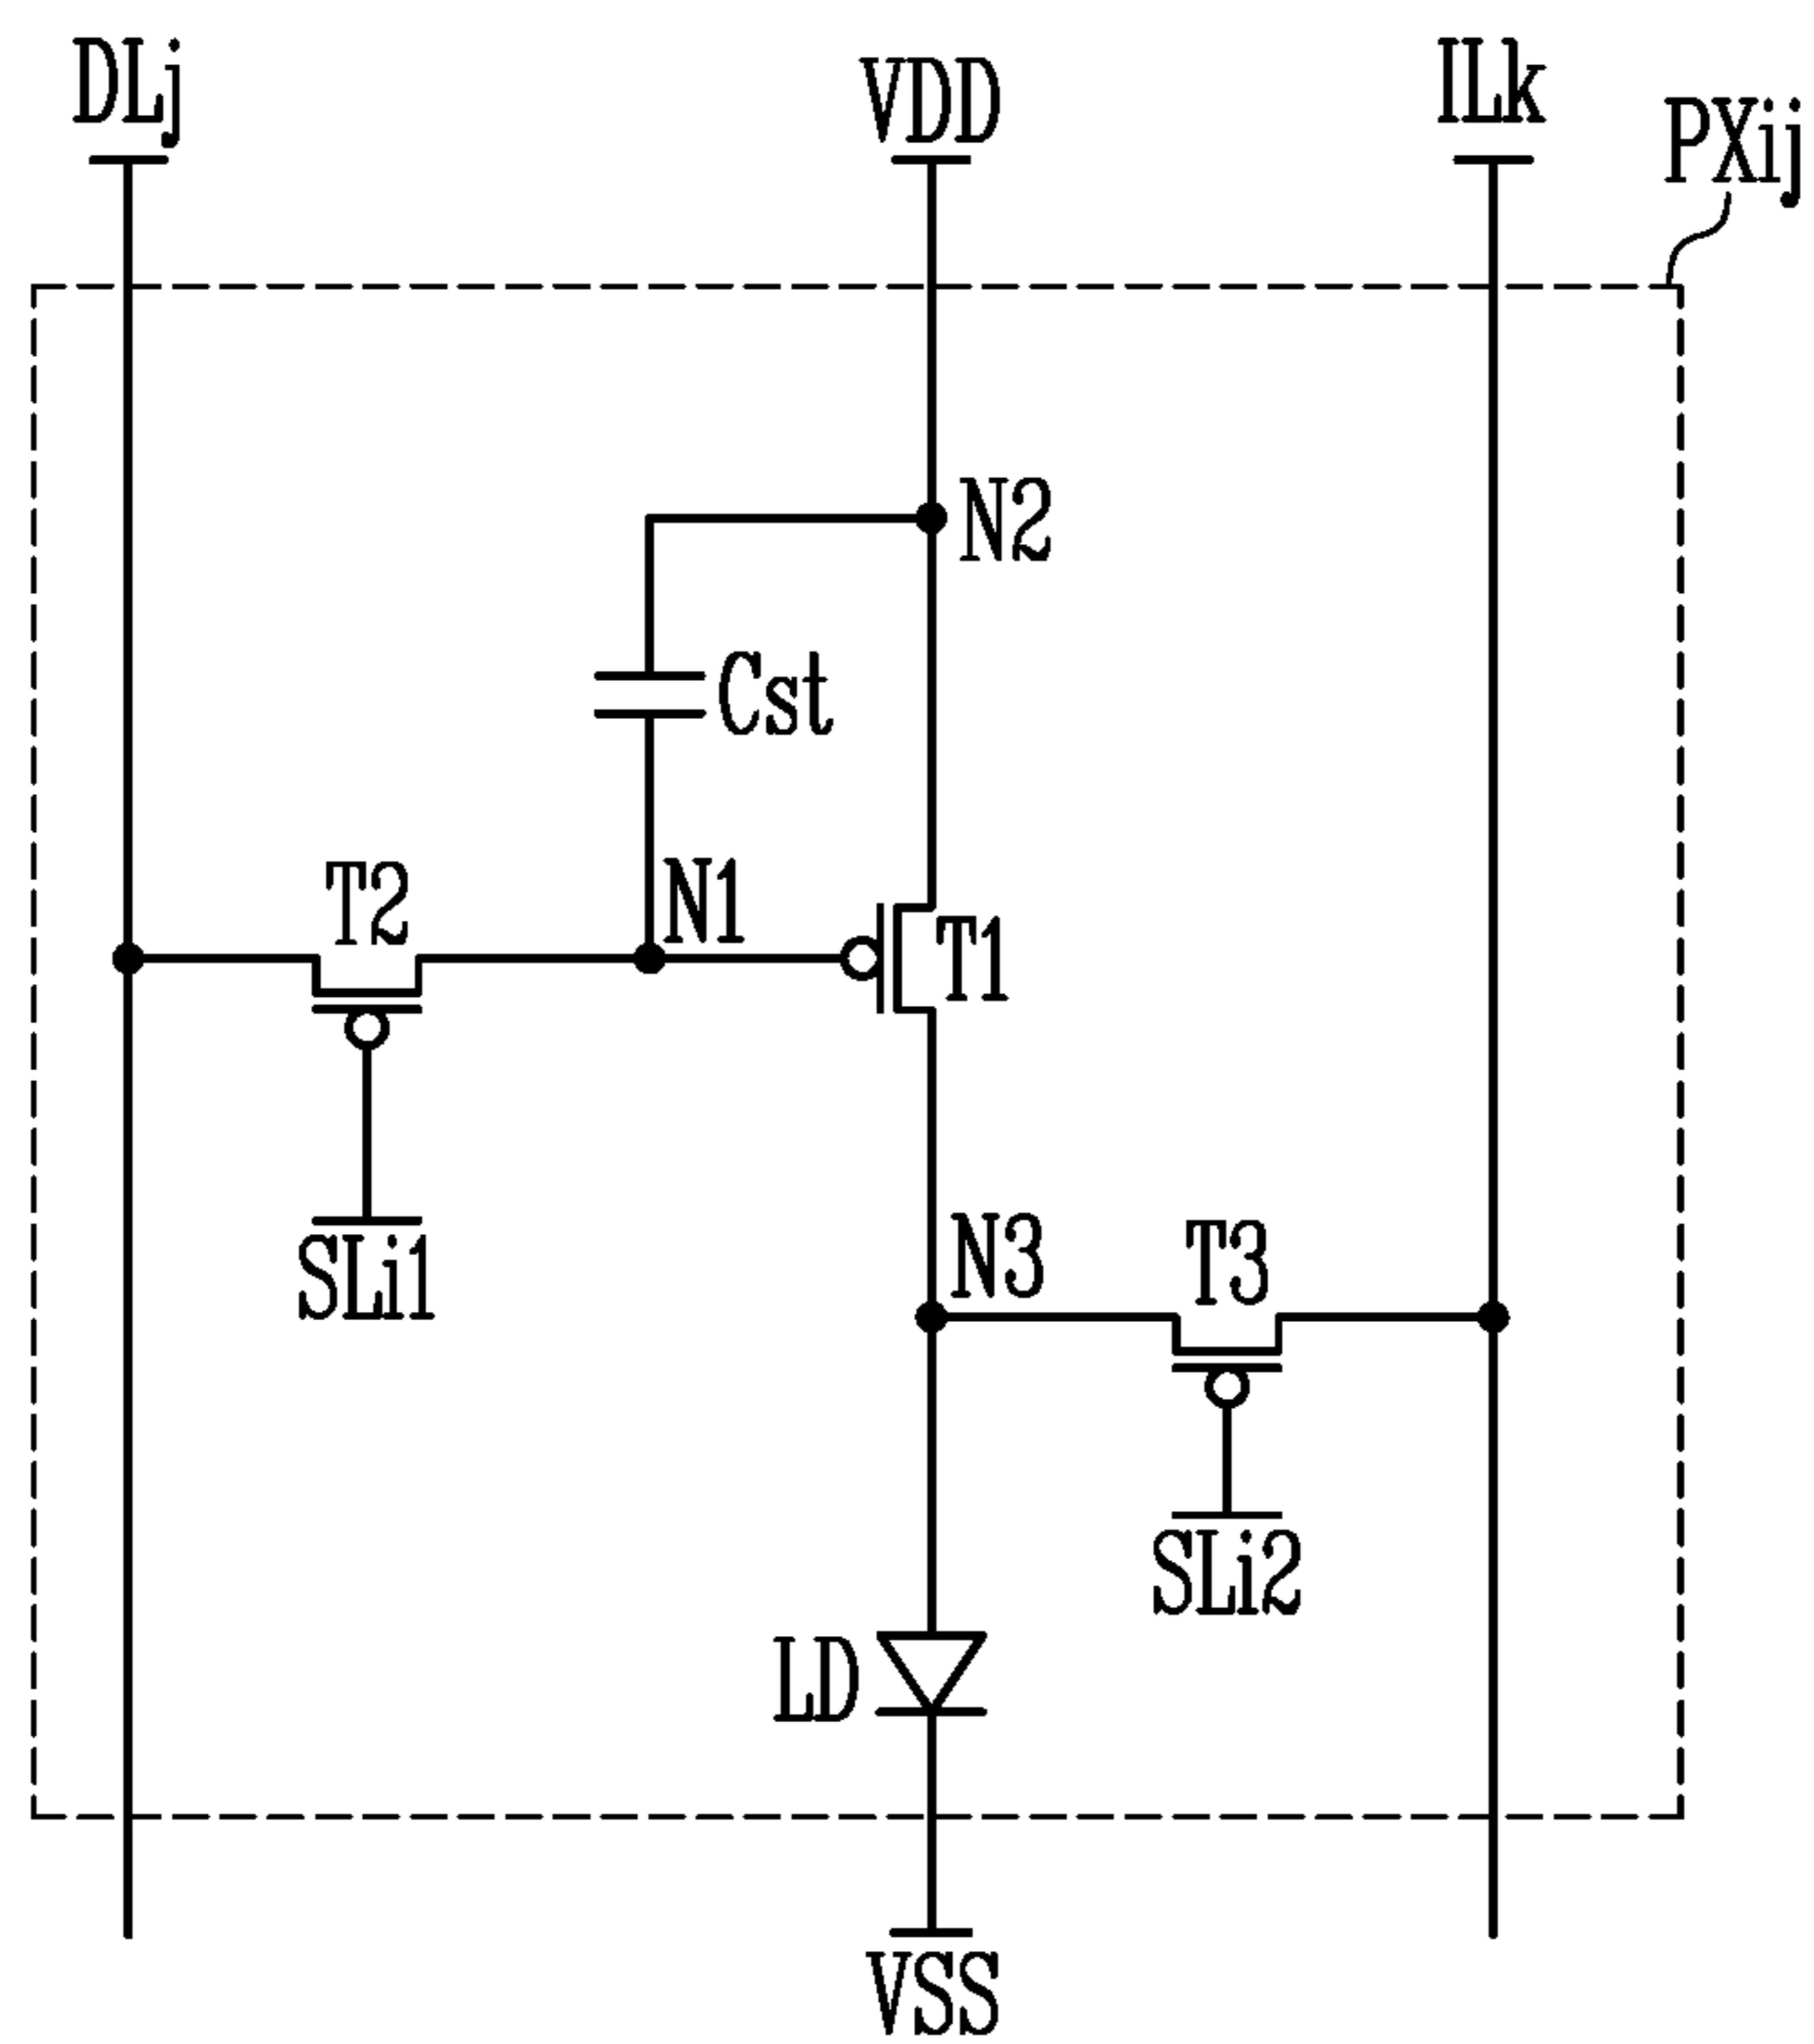 DLj
VDD
ILk
PXij
N2
Cst
T2
N1
T1
SLi1
N3
T3
SLi2
LD
VSS